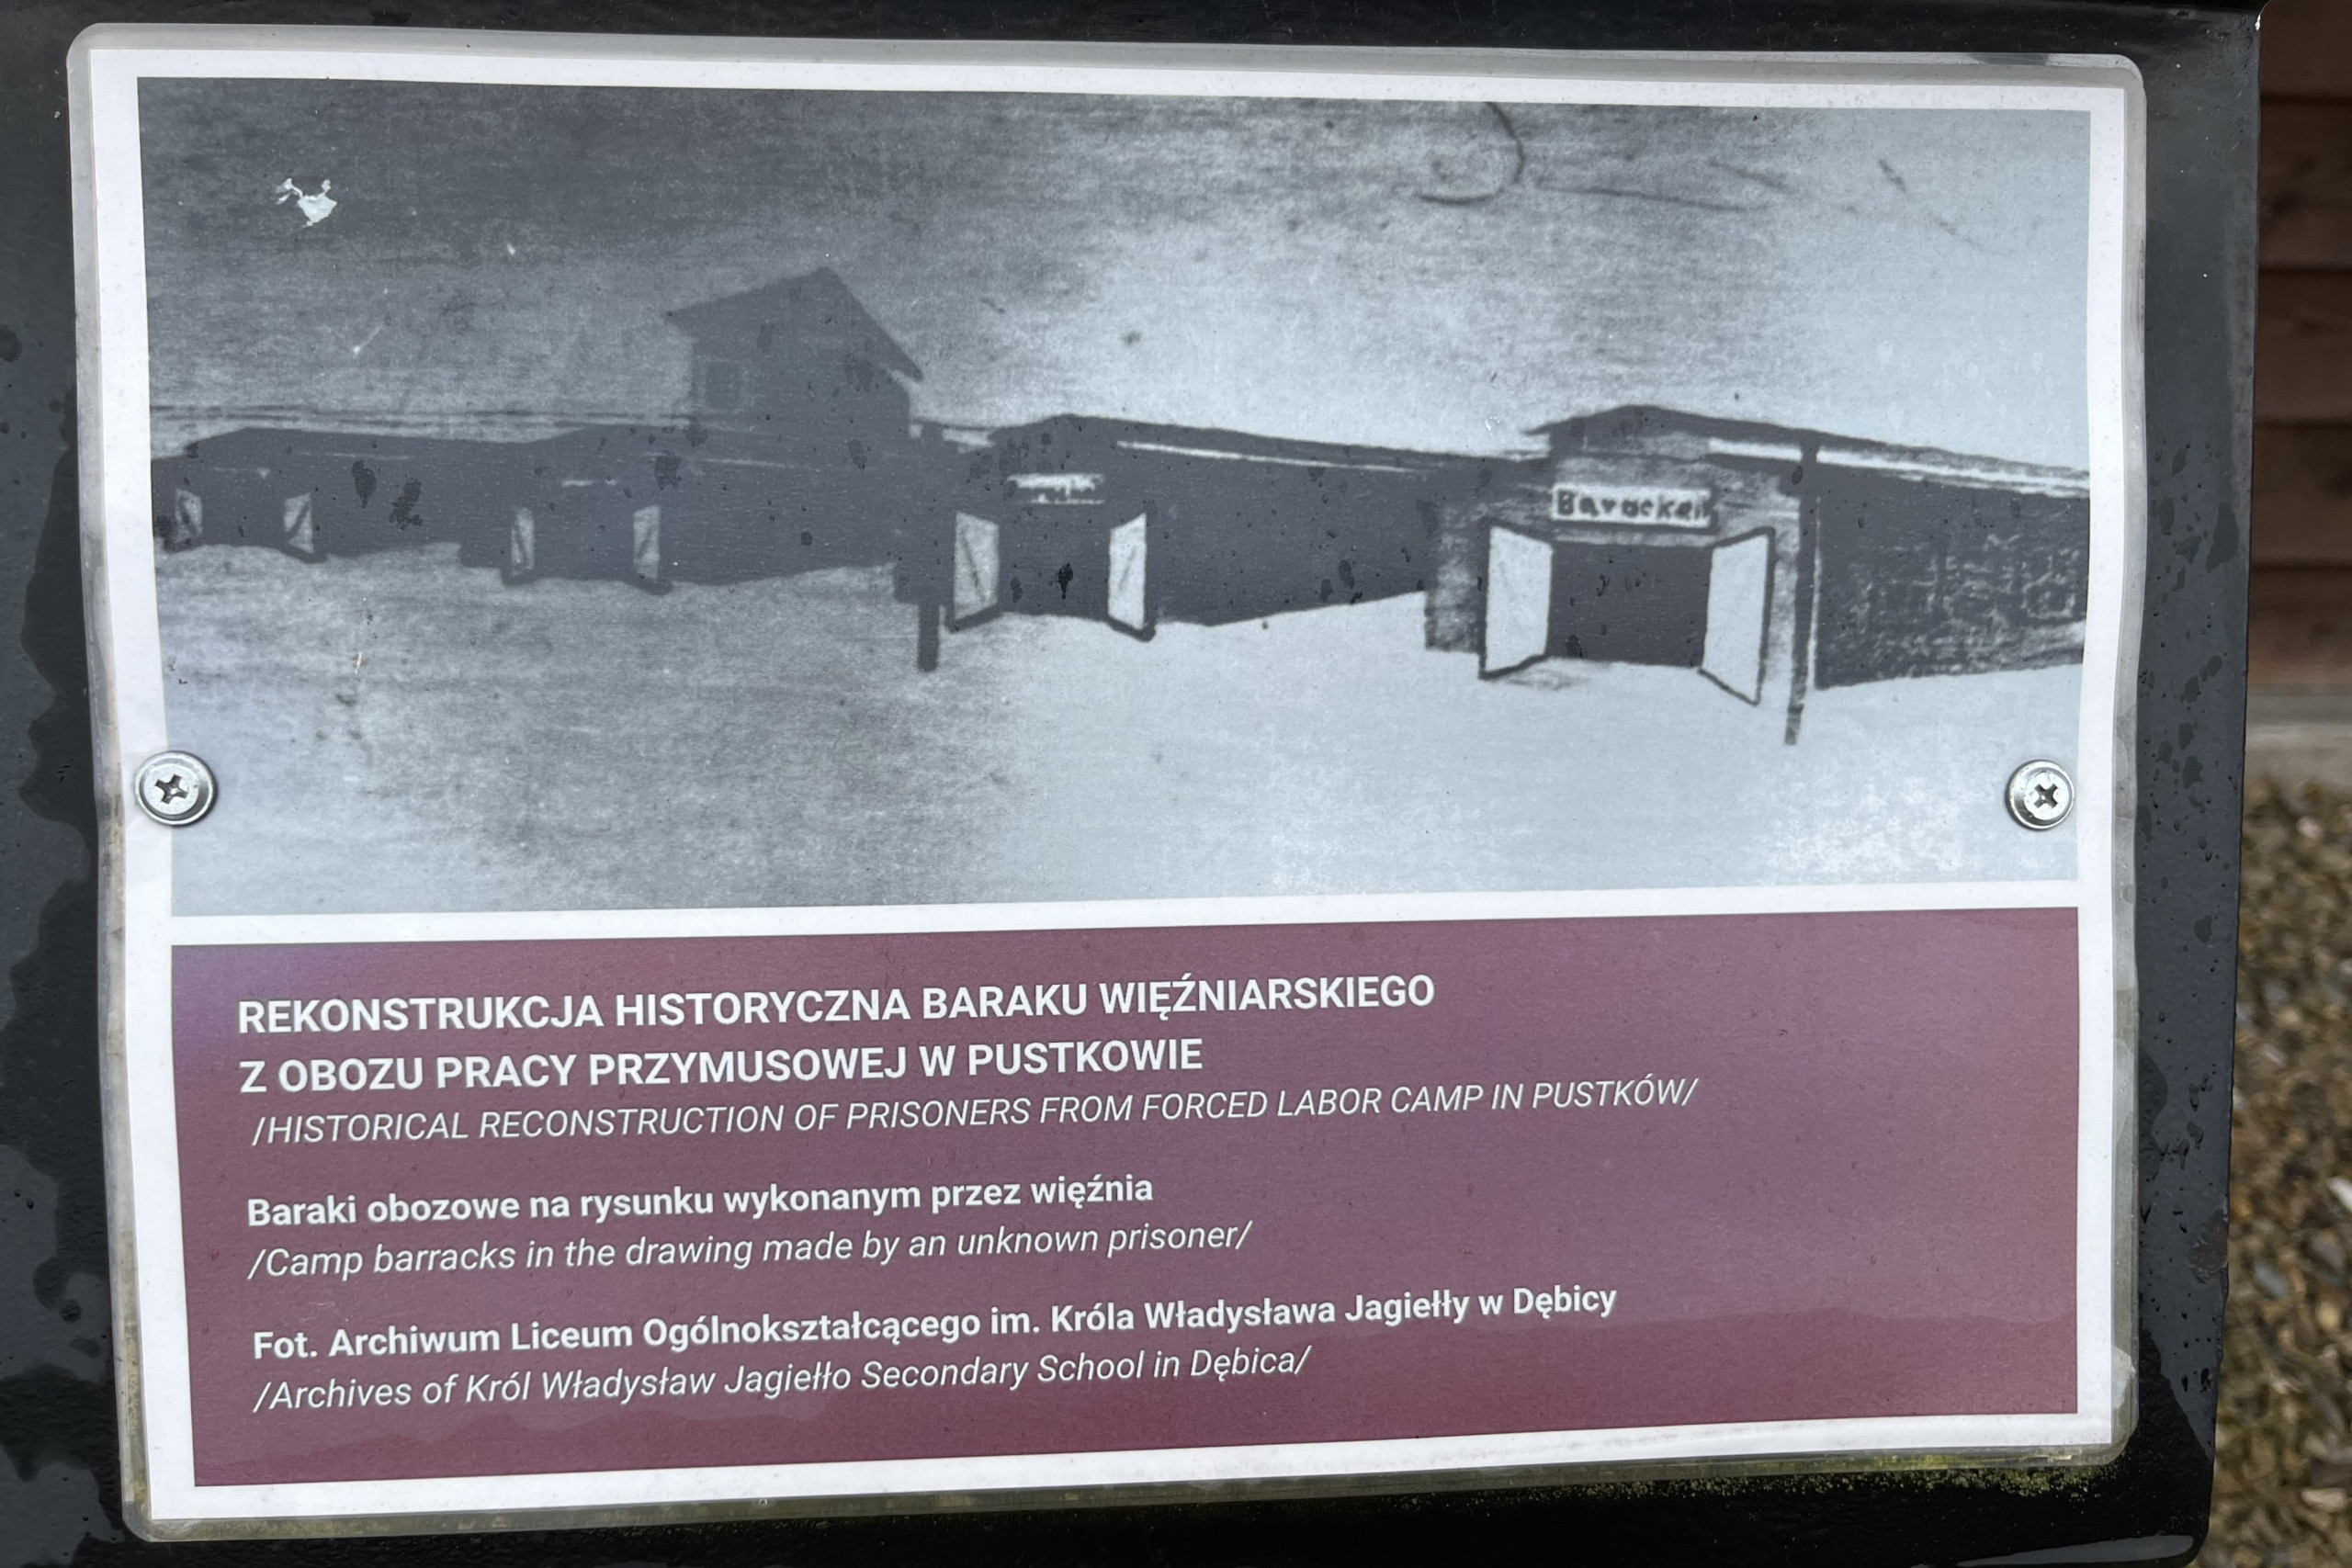 REKONSTRUKCJA HISTORYCZNA BARAKU WIĘŹNIARSKIEGO
Z OBOZU PRACY PRZYMUSOWEJ W PUSTKOWIE
/HISTORICAL RECONSTRUCTION OF PRISONERS FROM FORCED LABOR CAMP IN PUSTKÓW/
Baraki obozowe na rysunku wykonanym przez więźnia
/Camp barracks in the drawing made by an unknown prisoner/
Fot. Archiwum Liceum Ogólnokształcącego im. Króla Władysława Jagiełły w Dębicy
/Archives of Król Władysław Jagiełło Secondary School in Dębica/